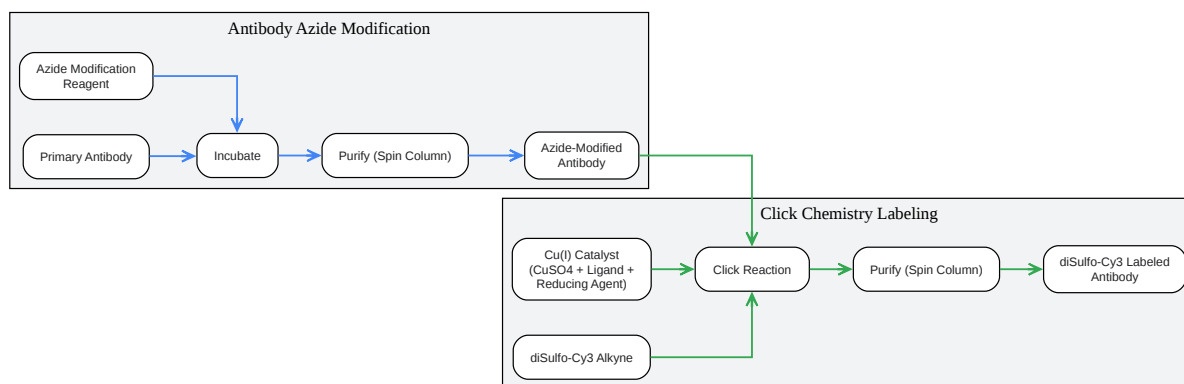 Antibody Azide Modification
Azide Modification
Reagent
Primary Antibody
Incubate
Purify (Spin Column)
Azide-Modified
Antibody
Click Chemistry Labeling
Cu(I) Catalyst
(CuSO4 + Ligand +
Reducing Agent)
Click Reaction
Purify (Spin Column)
diSulfo-Cy3 Labeled
Antibody
diSulfo-Cy3 Alkyne